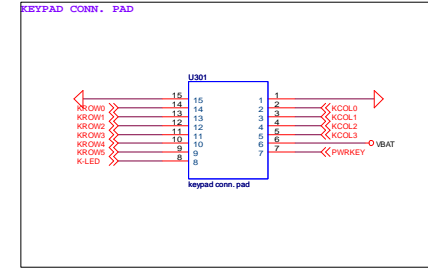 KEYPAD CONN. PAD
U301
15 15 1 1
KROW0 14 14 2 2 KCOL0
KROW1 13 13 3 3 KCOL1
KROW2 12 12 4 4 KCOL2
KROW3 11 11 5 5 KCOL3
KROW4 10 10 6 6 VBAT
KROW5 9 9 7 7 PWRKEY
K-LED 8 8
keypad conn. pad